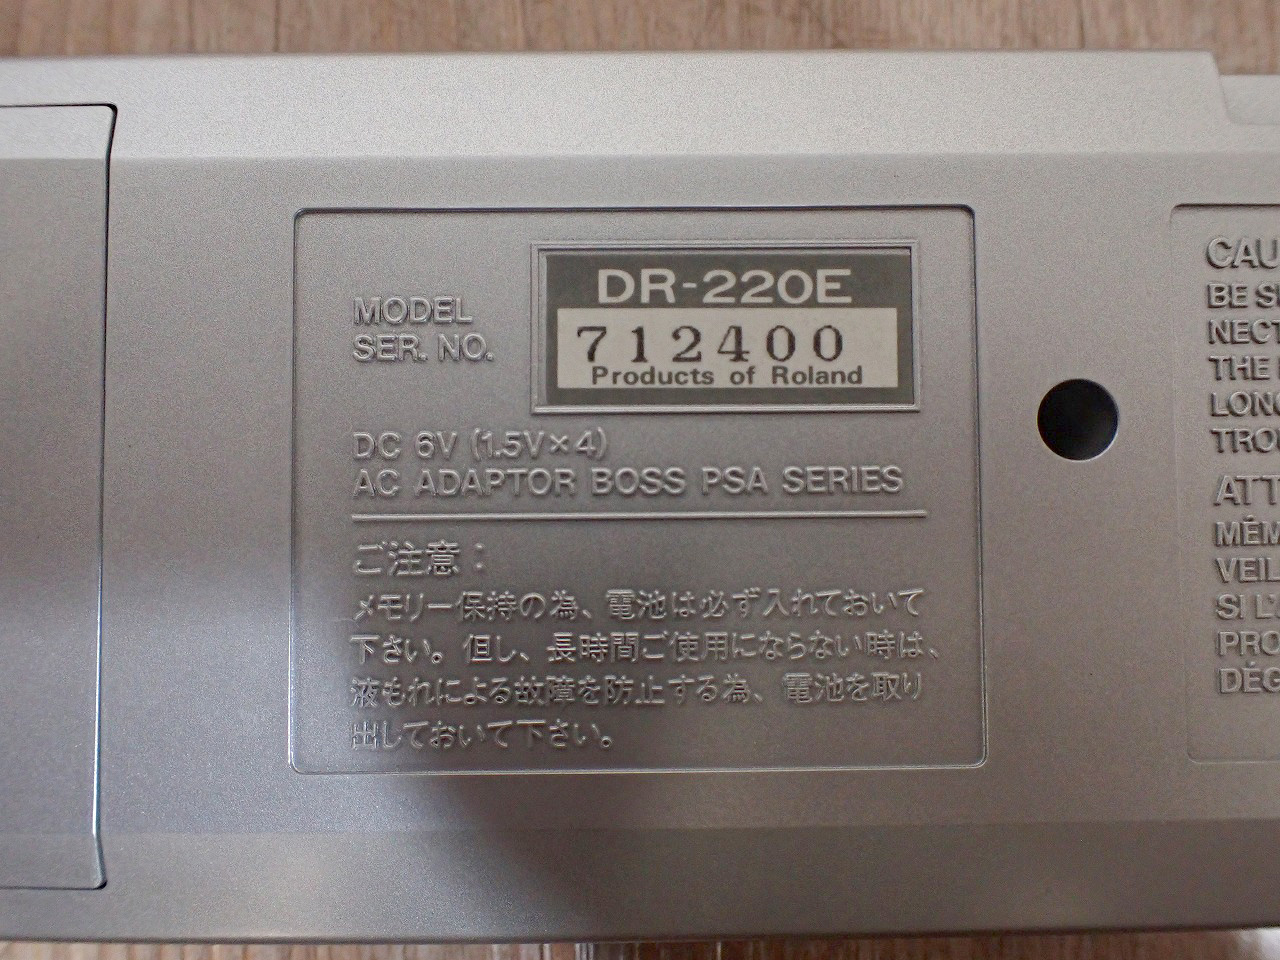 DR-220E
MODEL
712400
SER. NO.
Products of Roland
DC 6V (1.5V×4)
AC ADAPTOR BOSS PSA SERIES
ご注意：
メモリー保持の為、電池は必ず入れておいて
下さい。但し、長時間ご使用にならない時は、
液もれによる故障を防止する為、電池を取り
出しておいて下さい。
CAU
BE SU
NECT
THE
LONG
TROU
ATT
MÉM
VEIL
SI L'
PRO
DÉG